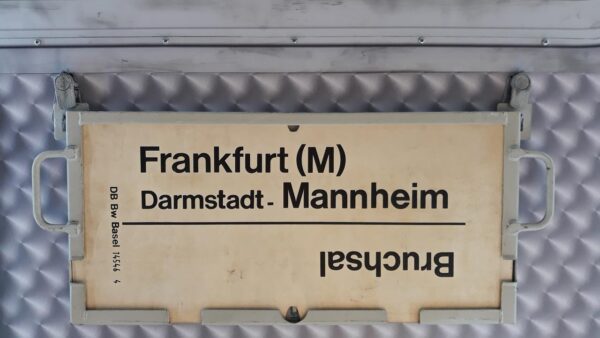 Frankfurt (M)
Darmstadt - Mannheim
Bruchsal
DB Bw Basel 14546 4